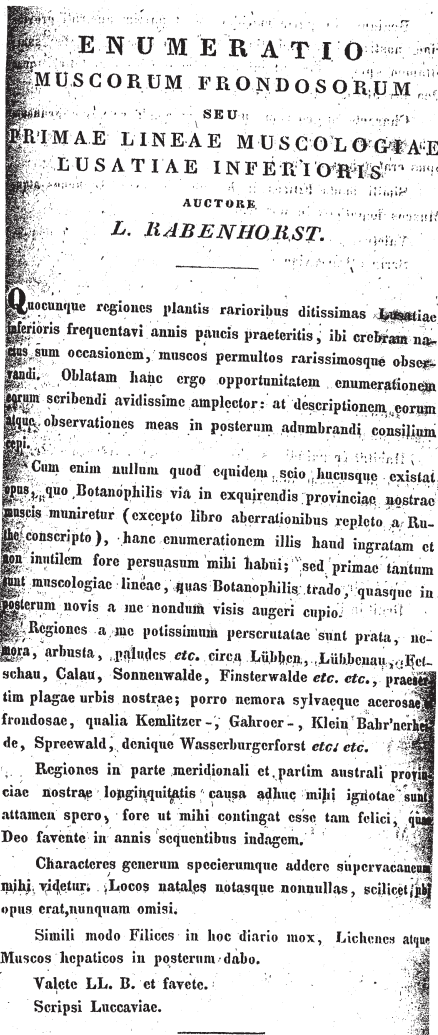 ENUMERATIO
MUSCORUM FRONDOSORUM
SEU
PRIMAE LINEAE MUSCOLOGIAE
LUSATIAE INFERIORIS
AUCTORE
L. RABENHORST.
Quocunque regiones plantis rarioribus ditissimas Lusatiae
inferioris frequentavi annis paucis praeteritis, ibi crebram na-
ctus sum occasionem, muscos permultos rarissimosque obser-
vandi. Oblatam hanc ergo opportunitatem enumerationem
eorum scribendi avidissime amplector: at descriptionem eorum
atque observationes meas in posterum adumbrandi consilium
cepi.
Cum enim nullum quod equidem scio hucusque existat
opus, quo Botanophilis via in exquirendis provinciae nostrae
muscis muniretur (excepto libro aberrationibus repleto a Ru-
the conscripto), hanc enumerationem illis haud ingratam et
non inutilem fore persuasum mihi habui; sed primae tantum
sunt muscologiae lineae, quas Botanophilis trado, quasque in
posterum novis a me nondum visis augeri cupio.
Regiones a me potissimum perscrutatae sunt prata, ne-
mora, arbusta, paludes etc. circa Lübben, Lübbenau, Fet-
schau, Calau, Sonnenwalde, Finsterwalde etc. etc., praeser-
tim plagae urbis nostrae; porro nemora sylvaeque acerosae et
frondosae, qualia Kemlitzer-, Gahroer-, Klein Bahr'nerhei-
de, Spreewald, denique Wasserburgerforst etc. etc.
Regiones in parte meridionali et partim australi provin-
ciae nostrae longinquitatis causa adhuc mihi ignotae sunt
attamen spero, fore ut mihi contingat esse tam felici, quas
Deo favente in annis sequentibus indagem.
Characteres generum specierumque addere supervacaneum
mihi videtur. Locos natales notasque nonnullas, scilicet ubi
opus erat, nunquam omisi.
Simili modo Filices in hoc diario mox, Lichenes atque
Muscos hepaticos in posterum dabo.
Valete LL. B. et favete.
Scripsi Luccaviae.